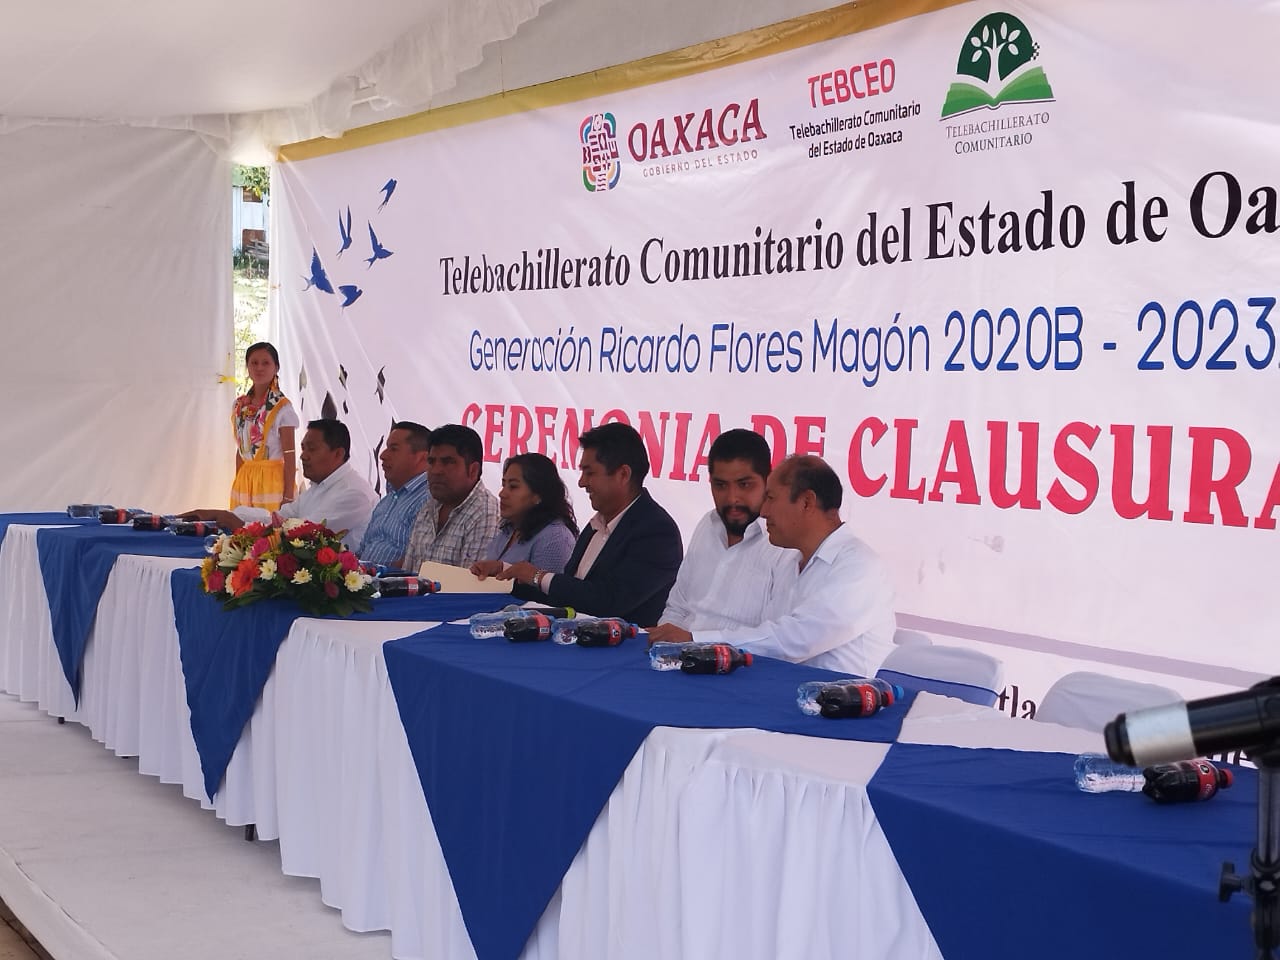 OAXACA
GOBIERNO DEL ESTADO
TEBCEO
Telebachillerato Comunitario
del Estado de Oaxaca
TELEBACHILLERATO
COMUNITARIO
Telebachillerato Comunitario del Estado de Oa
Generación Ricardo Flores Magón 2020B - 2023
CEREMONIA DE CLAUSURA
tla